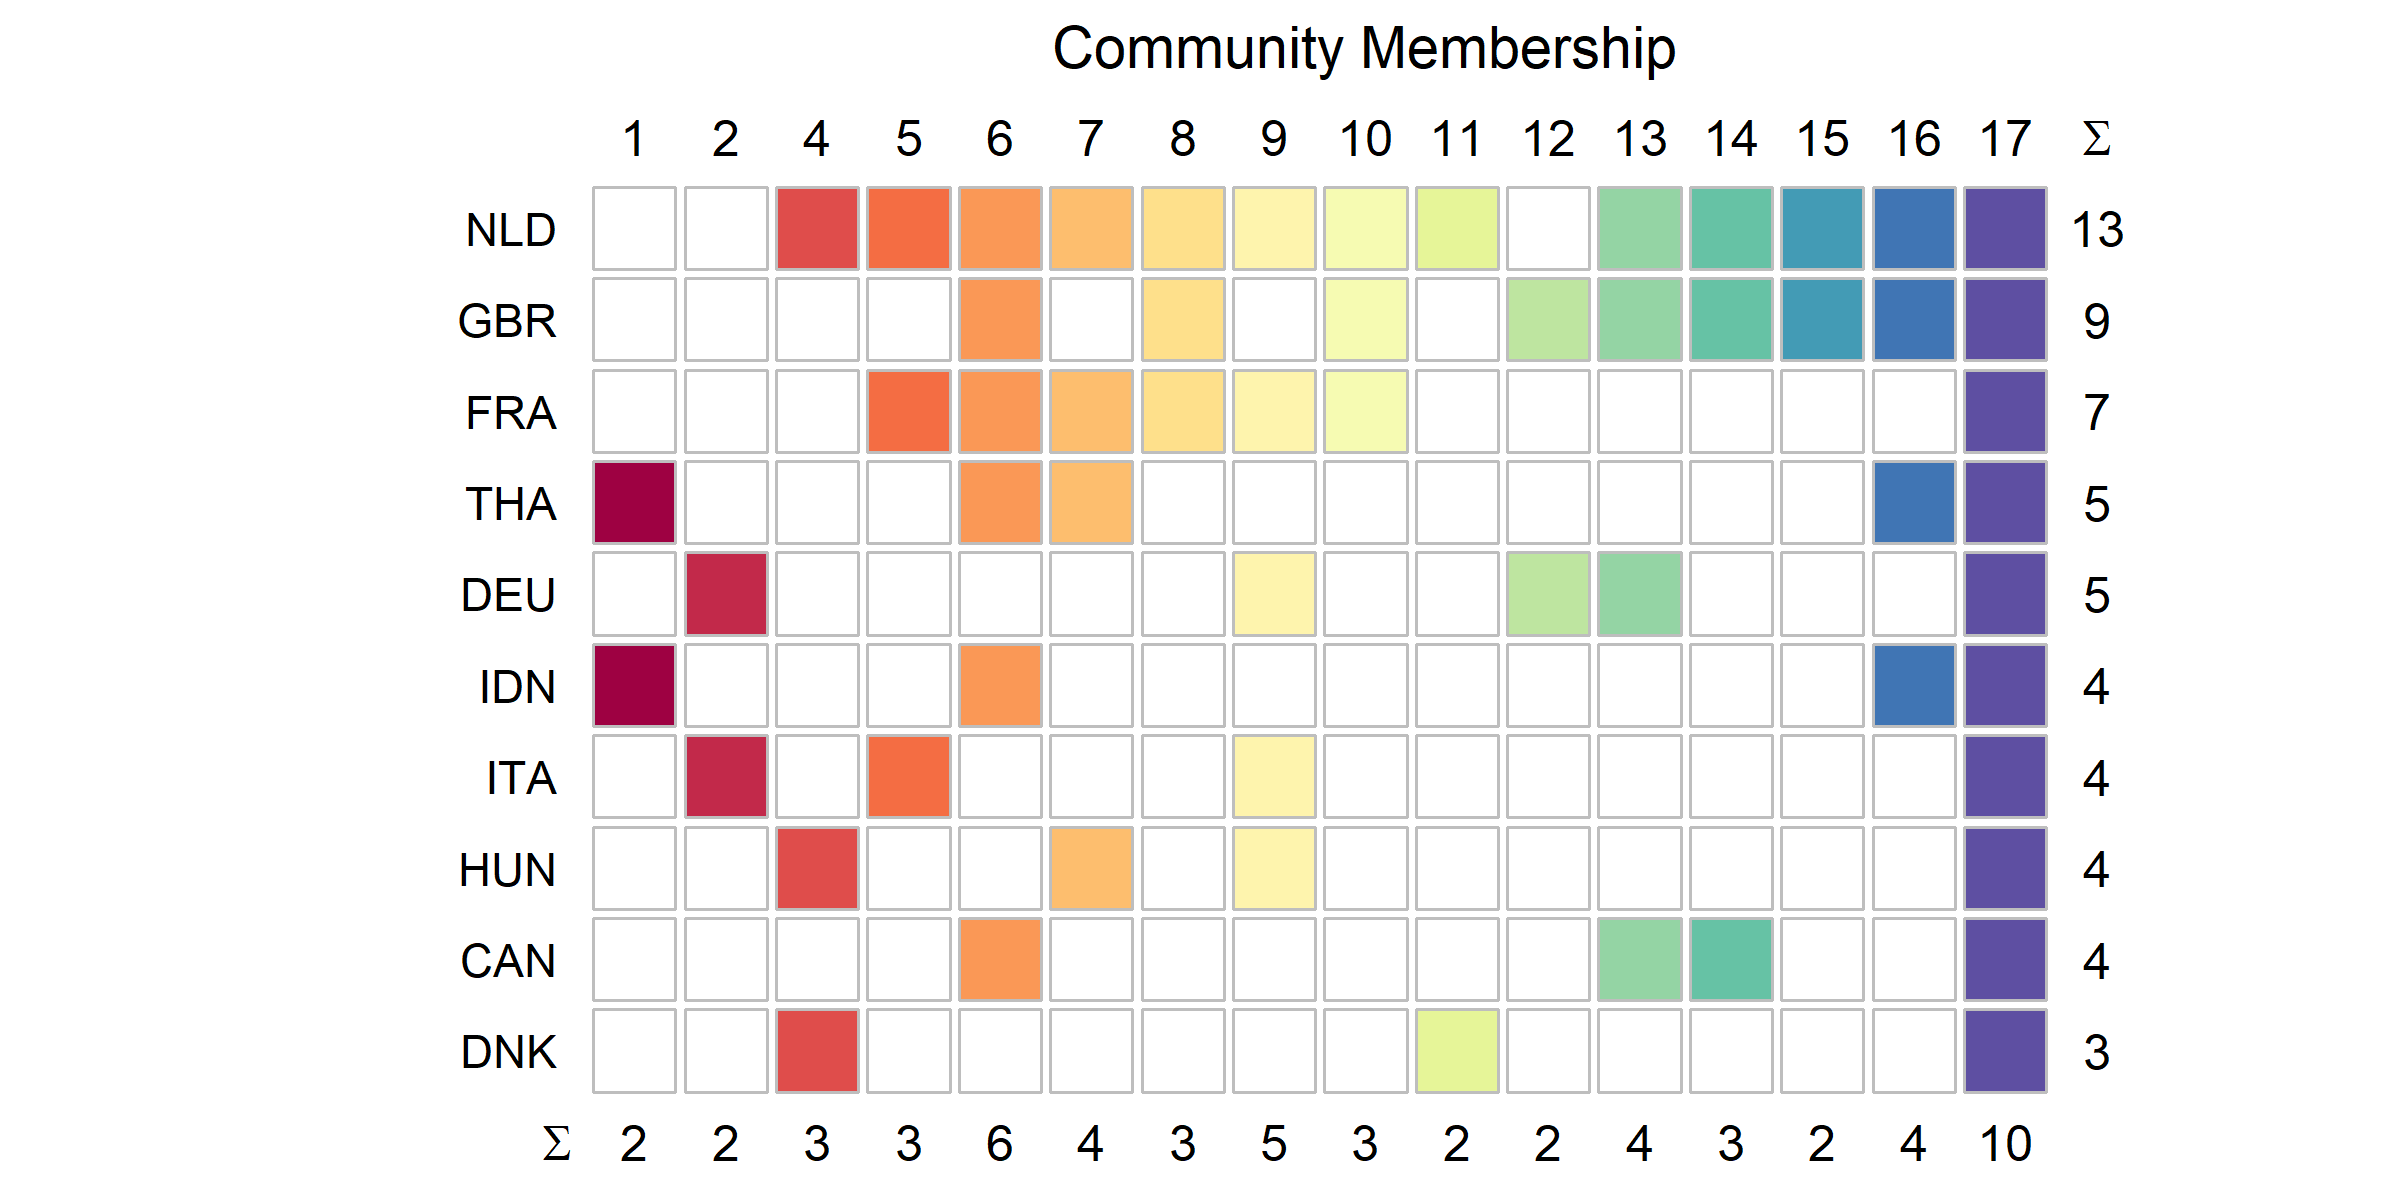 Community Membership
1 2 4 5 6 7 8 9 10 11 12 13 14 15 16 17 Σ
NLD 13
GBR 9
FRA 7
THA 5
DEU 5
IDN 4
ITA 4
HUN 4
CAN 4
DNK 3
Σ 2 2 3 3 6 4 3 5 3 2 2 4 3 2 4 10